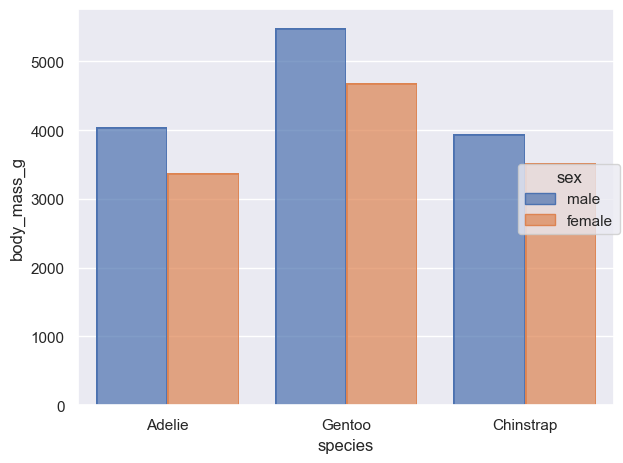 body_mass_g
5000
4000
3000
2000
1000
0
sex
male
female
Adelie Gentoo Chinstrap
species